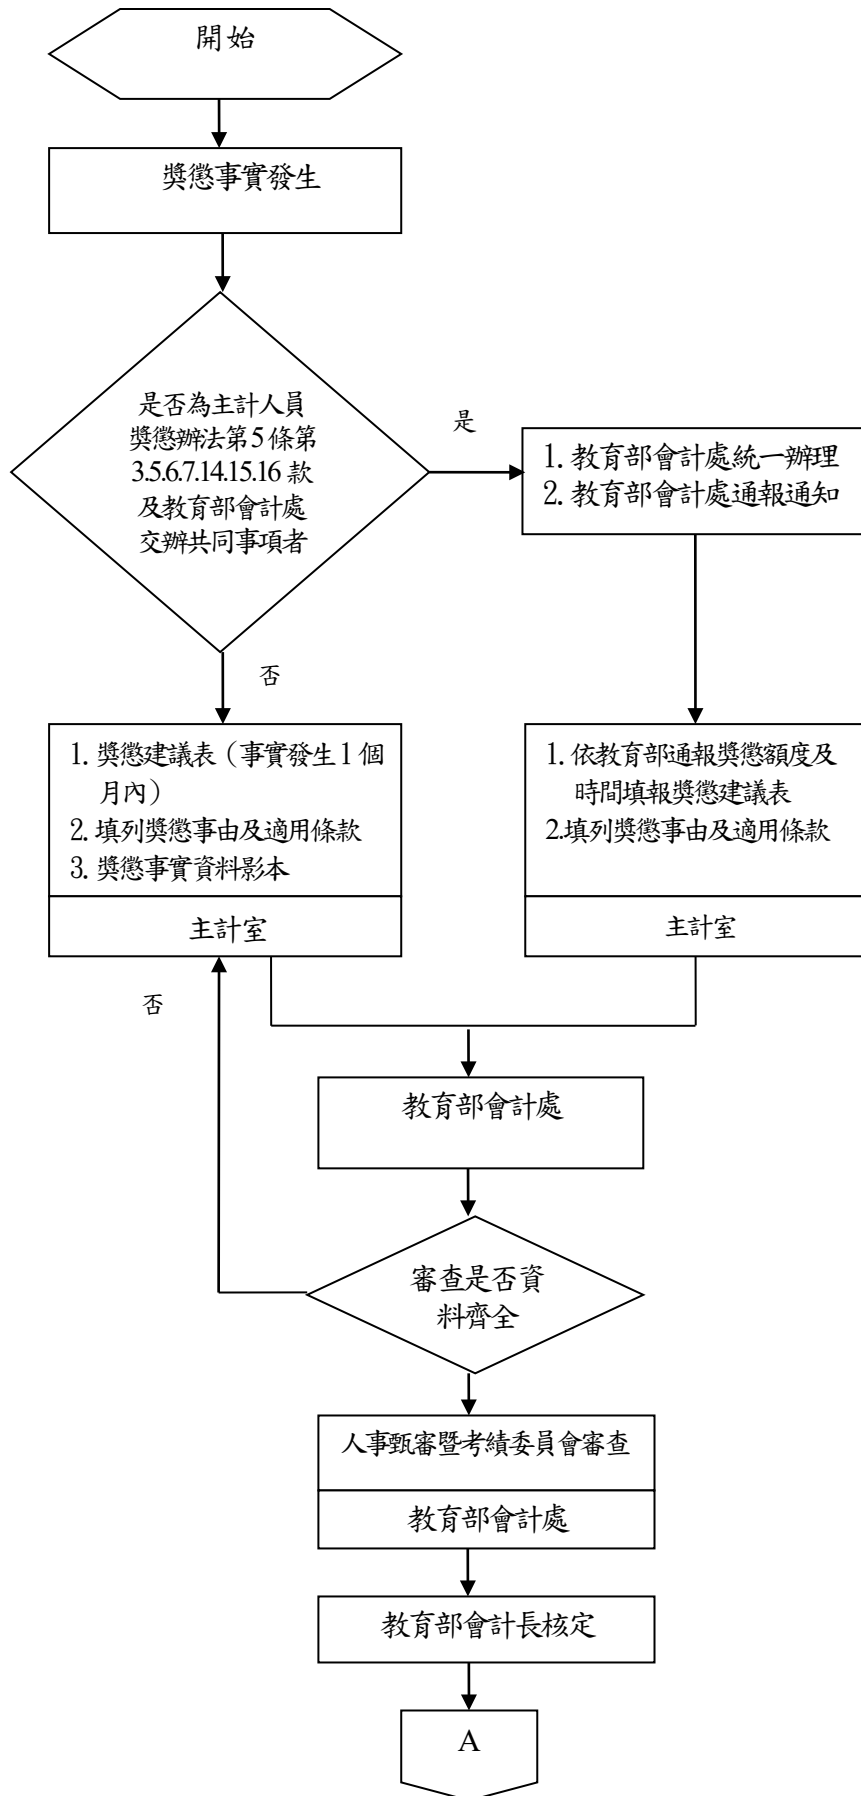 開始
獎懲事實發生
是否為主計人員
獎懲辦法第5條第
3.5.6.7.14.15.16 款
及教育部會計處
交辦共同事項者
是
1. 教育部會計處統一辦理
2. 教育部會計處通報通知
否
1. 獎懲建議表（事實發生1個
月內）
2. 填列獎懲事由及適用條款
3. 獎懲事實資料影本
主計室
1. 依教育部通報獎懲額度及
時間填報獎懲建議表
2.填列獎懲事由及適用條款
主計室
否
教育部會計處
審查是否資
料齊全
人事甄審暨考績委員會審查
教育部會計處
教育部會計長核定
A